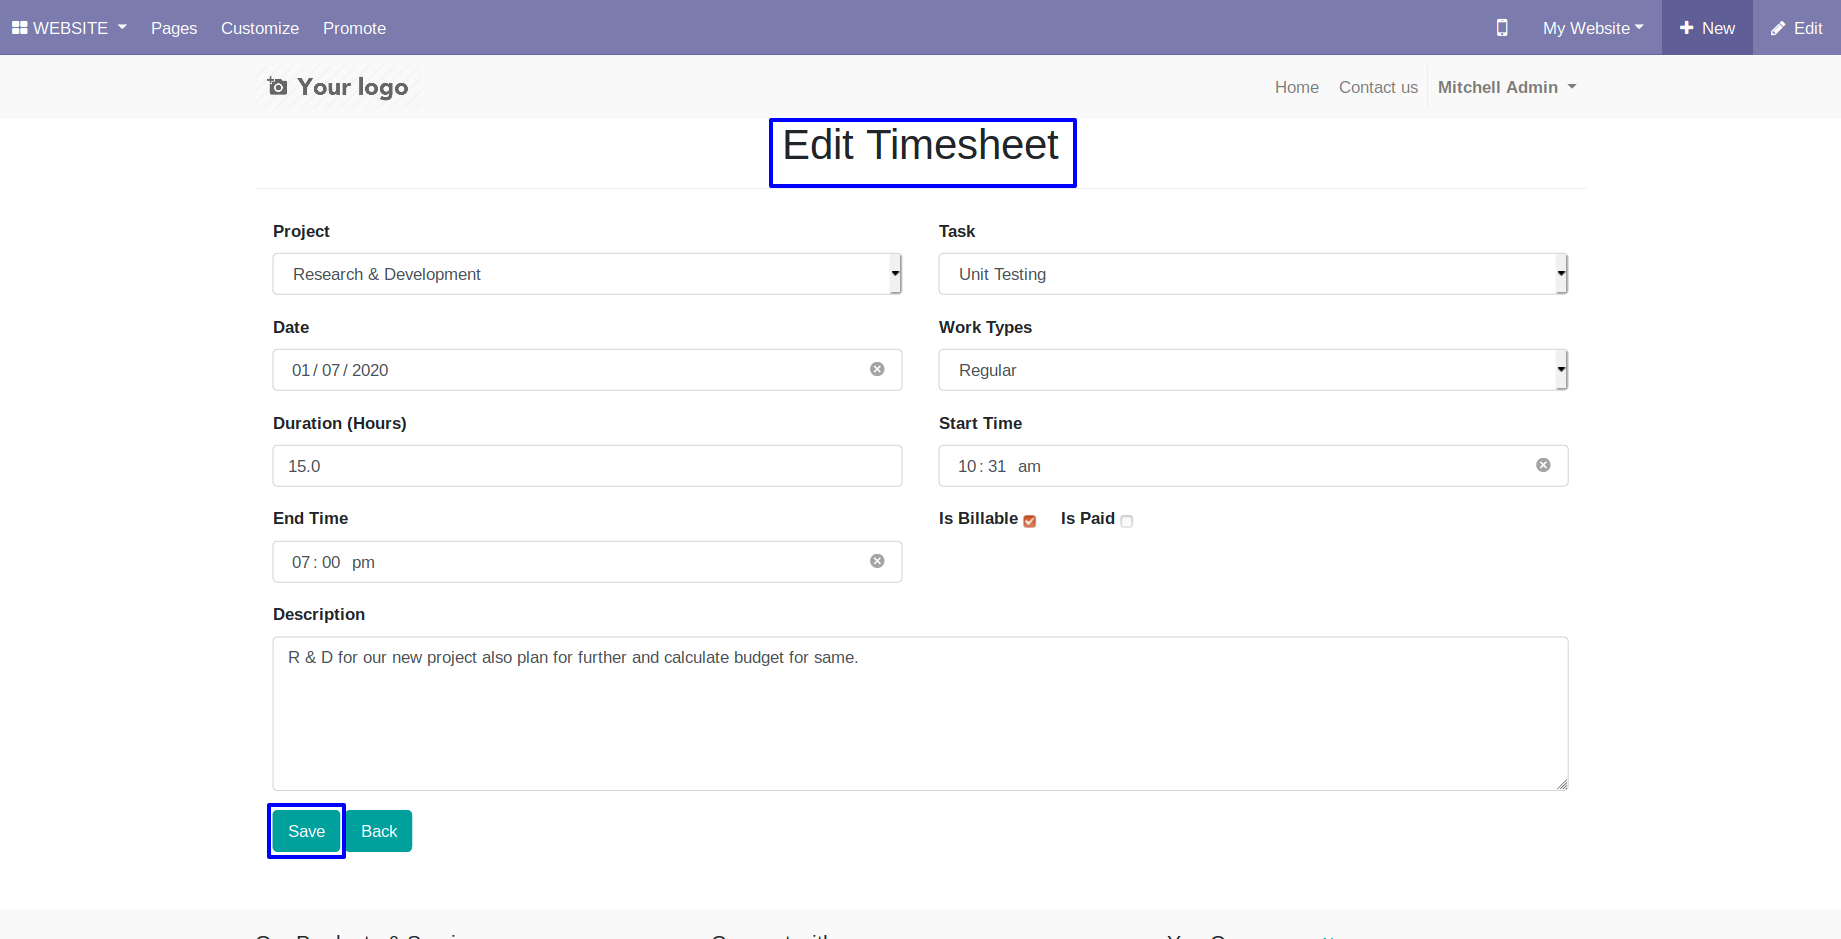 WEBSITE Pages Customize Promote My Website New Edit
Your logo Home Contact us Mitchell Admin
Edit Timesheet
Project Task
Research & Development Unit Testing
Date Work Types
01 / 07 / 2020 Regular
Duration (Hours) Start Time
15.0 10 : 31 am
End Time Is Billable Is Paid
07 : 00 pm
Description
R & D for our new project also plan for further and calculate budget for same.
Save Back